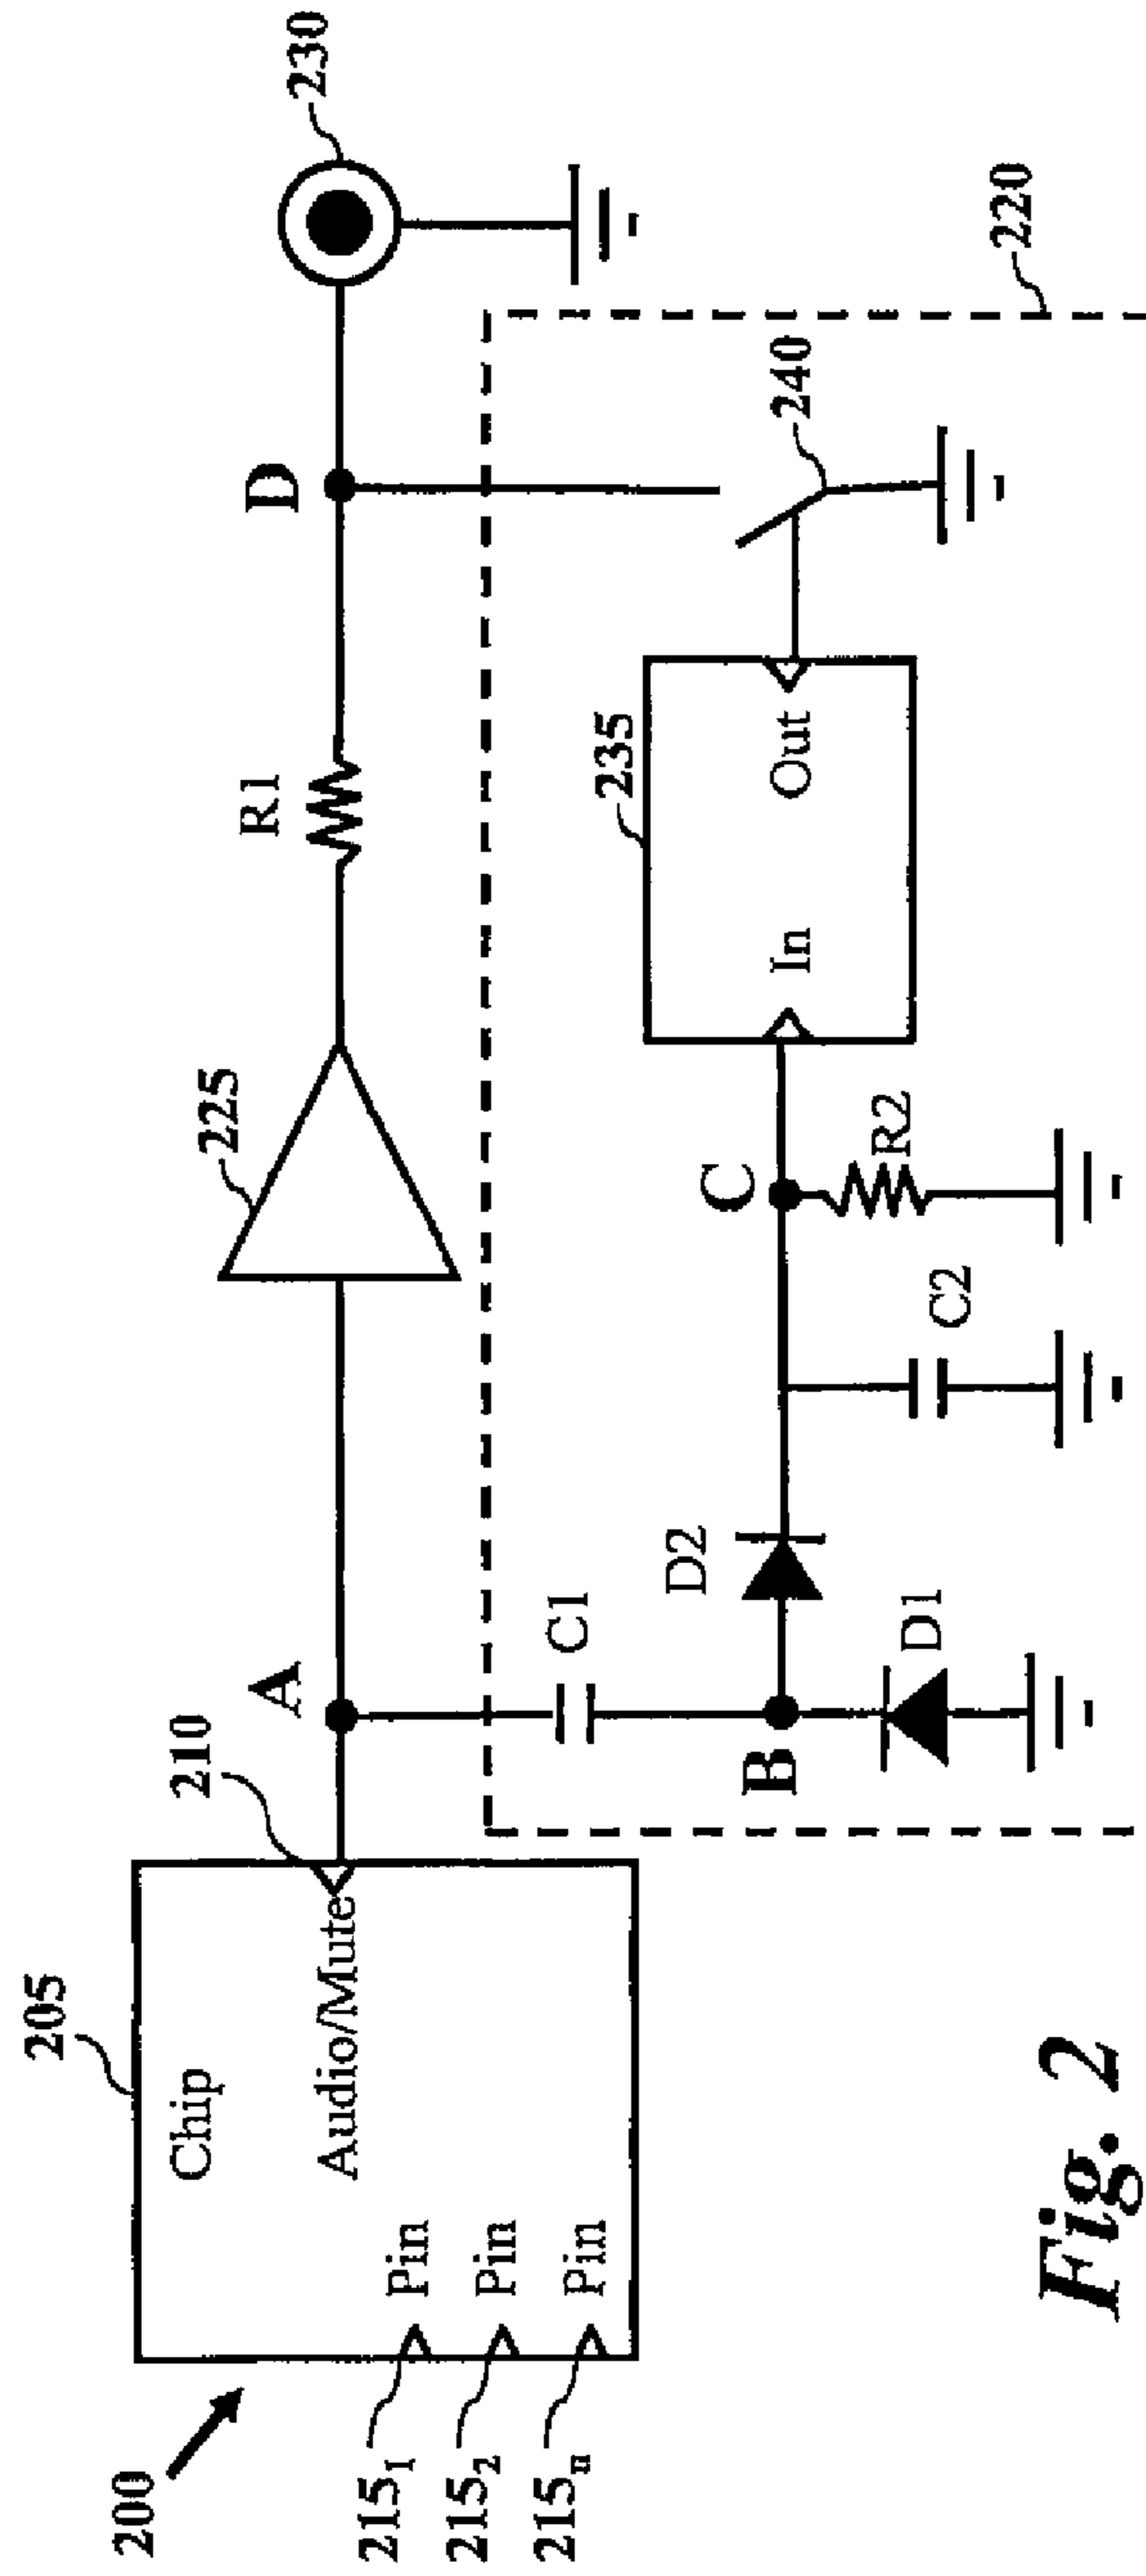 200
205
Chip
Audio/Mute
210
Pin
Pin
Pin
215₁
215₂
215ₙ
A
225
R1
D
230
C1
B
D1
D2
C2
C
R2
235
In
Out
240
220
Fig. 2